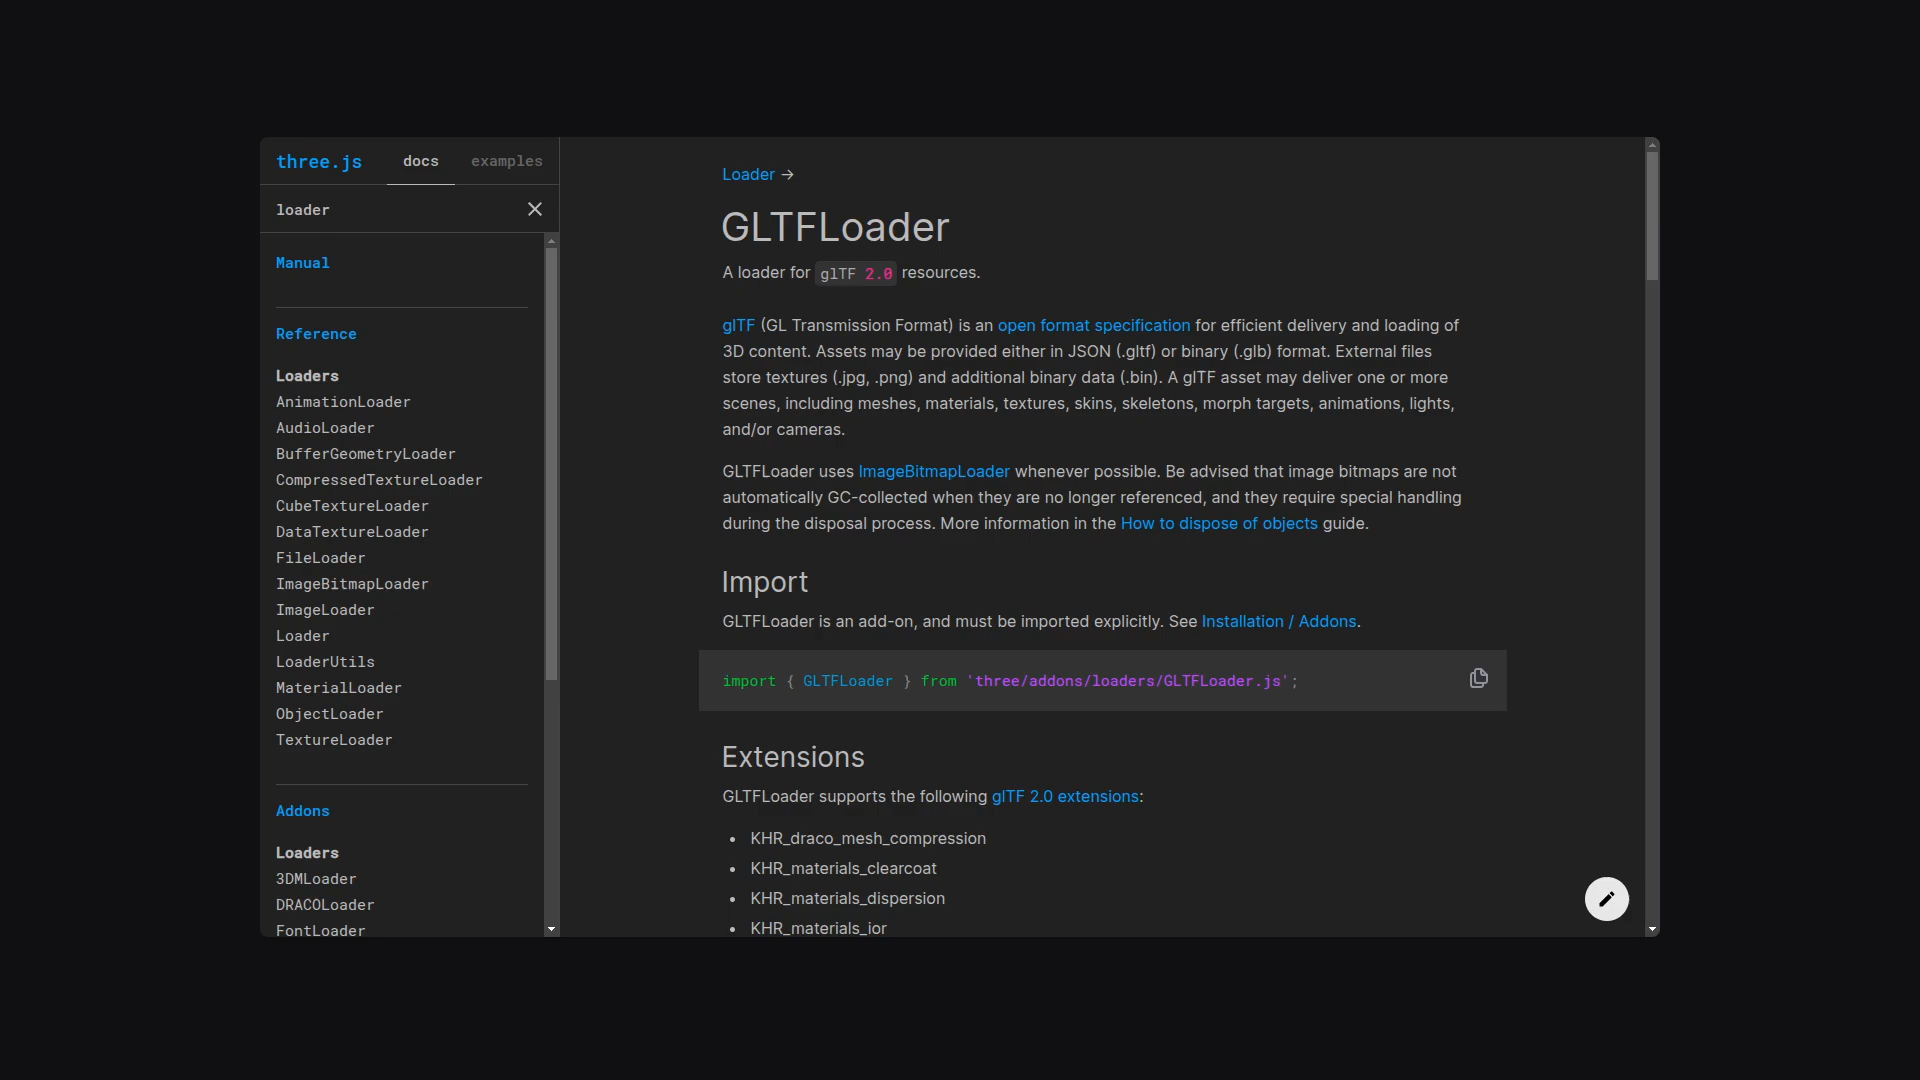 three.js docs examples
loader
Manual
Reference
Loaders
AnimationLoader
AudioLoader
BufferGeometryLoader
CompressedTextureLoader
CubeTextureLoader
DataTextureLoader
FileLoader
ImageBitmapLoader
ImageLoader
Loader
LoaderUtils
MaterialLoader
ObjectLoader
TextureLoader
Addons
Loaders
3DMLoader
DRACOLoader
FontLoader
Loader →
GLTFLoader
A loader for glTF 2.0 resources.
glTF (GL Transmission Format) is an open format specification for efficient delivery and loading of
3D content. Assets may be provided either in JSON (.gltf) or binary (.glb) format. External files
store textures (.jpg, .png) and additional binary data (.bin). A glTF asset may deliver one or more
scenes, including meshes, materials, textures, skins, skeletons, morph targets, animations, lights,
and/or cameras.
GLTFLoader uses ImageBitmapLoader whenever possible. Be advised that image bitmaps are not
automatically GC-collected when they are no longer referenced, and they require special handling
during the disposal process. More information in the How to dispose of objects guide.
Import
GLTFLoader is an add-on, and must be imported explicitly. See Installation / Addons.
import { GLTFLoader } from 'three/addons/loaders/GLTFLoader.js';
Extensions
GLTFLoader supports the following glTF 2.0 extensions:
• KHR_draco_mesh_compression
• KHR_materials_clearcoat
• KHR_materials_dispersion
• KHR_materials_ior